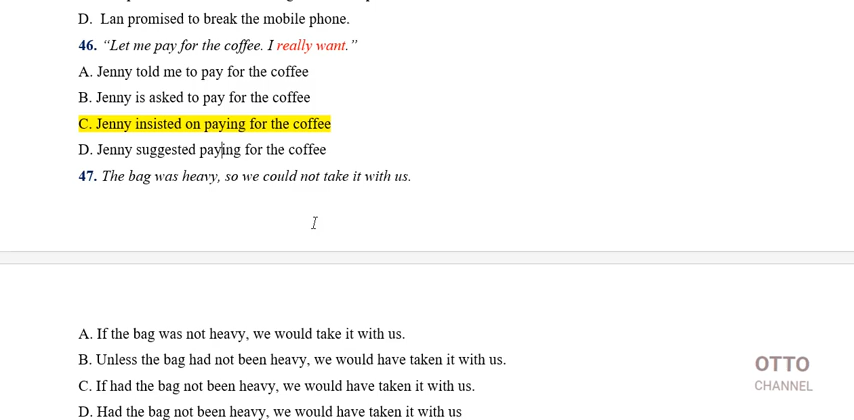 D. Lan promised to break the mobile phone.
46. “Let me pay for the coffee. I really want.”
A. Jenny told me to pay for the coffee
B. Jenny is asked to pay for the coffee
C. Jenny insisted on paying for the coffee
D. Jenny suggested paying for the coffee
47. The bag was heavy, so we could not take it with us.
A. If the bag was not heavy, we would take it with us.
B. Unless the bag had not been heavy, we would have taken it with us.
C. If had the bag not been heavy, we would have taken it with us.
D. Had the bag not been heavy, we would have taken it with us
OTTO
CHANNEL